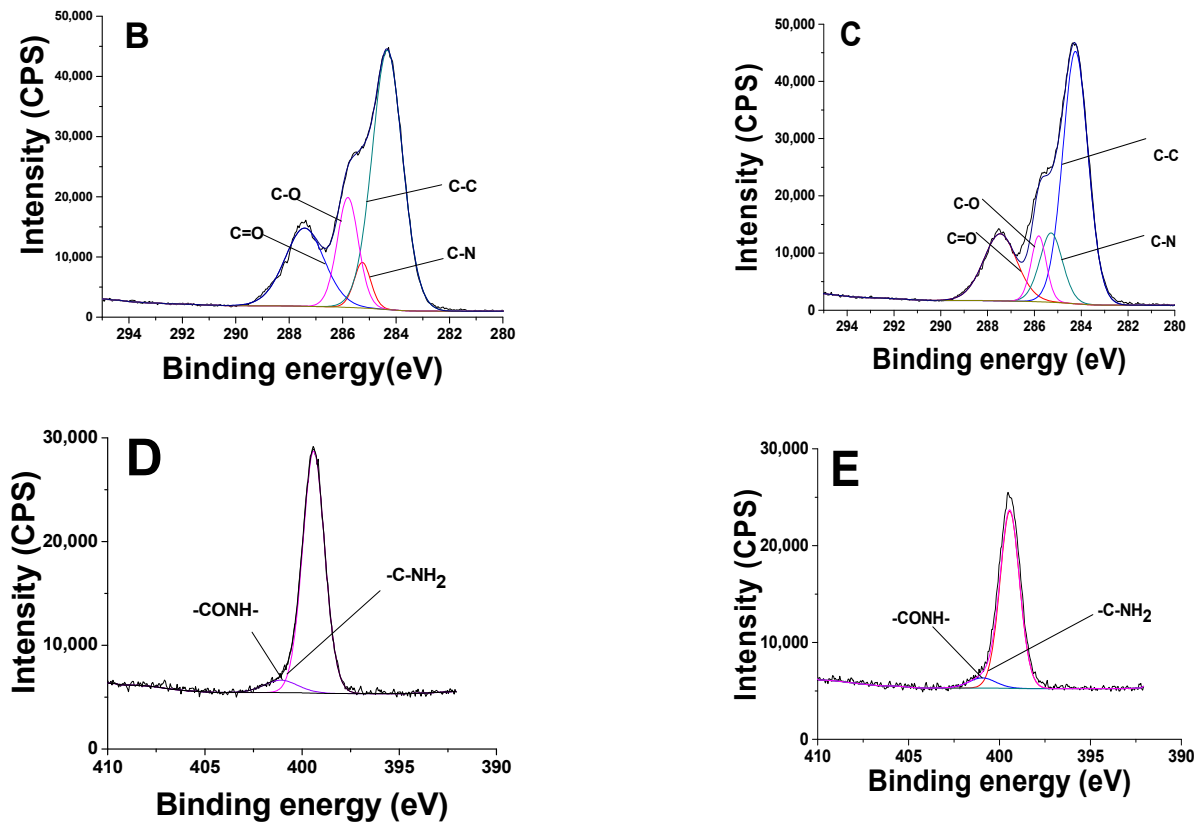 B
Intensity (CPS)
50,000
40,000
30,000
20,000
10,000
0
C-O
C=O
C-C
C-N
294 292 290 288 286 284 282 280
Binding energy(eV)
C
Intensity (CPS)
50,000
40,000
30,000
20,000
10,000
0
C-C
C-O
C=O
C-N
294 292 290 288 286 284 282 280
Binding energy (eV)
D
Intensity (CPS)
30,000
20,000
10,000
0
-C-NH2
-CONH-
410 405 400 395 390
Binding energy (eV)
E
Intensity (CPS)
30,000
20,000
10,000
0
-CONH-
-C-NH2
410 405 400 395 390
Binding energy (eV)